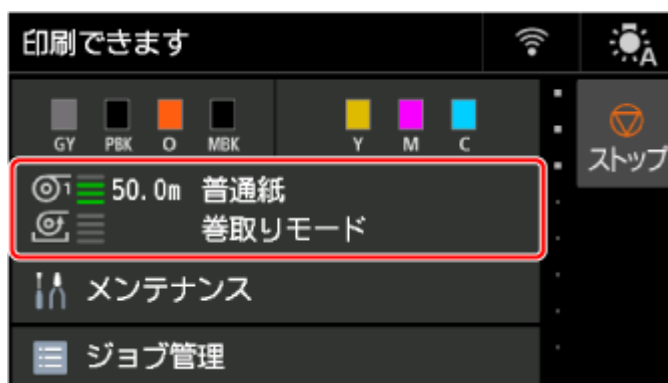 印刷できます
A
GY PBK O MBK Y M C
ストップ
1 50.0m 普通紙
巻取りモード
メンテナンス
ジョブ管理